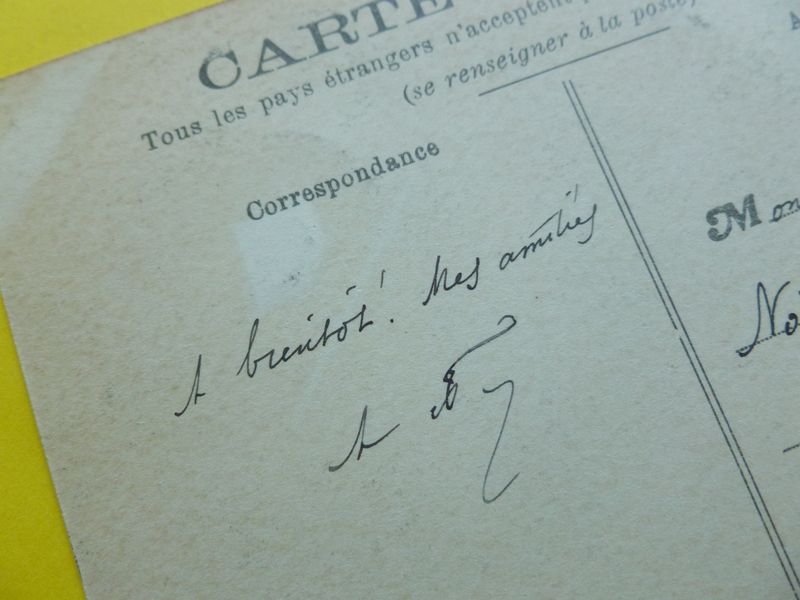 CARTE
Tous les pays étrangers n'acceptent
(se renseigner à la poste)
Correspondance
A bientôt! Mes amitiés
A